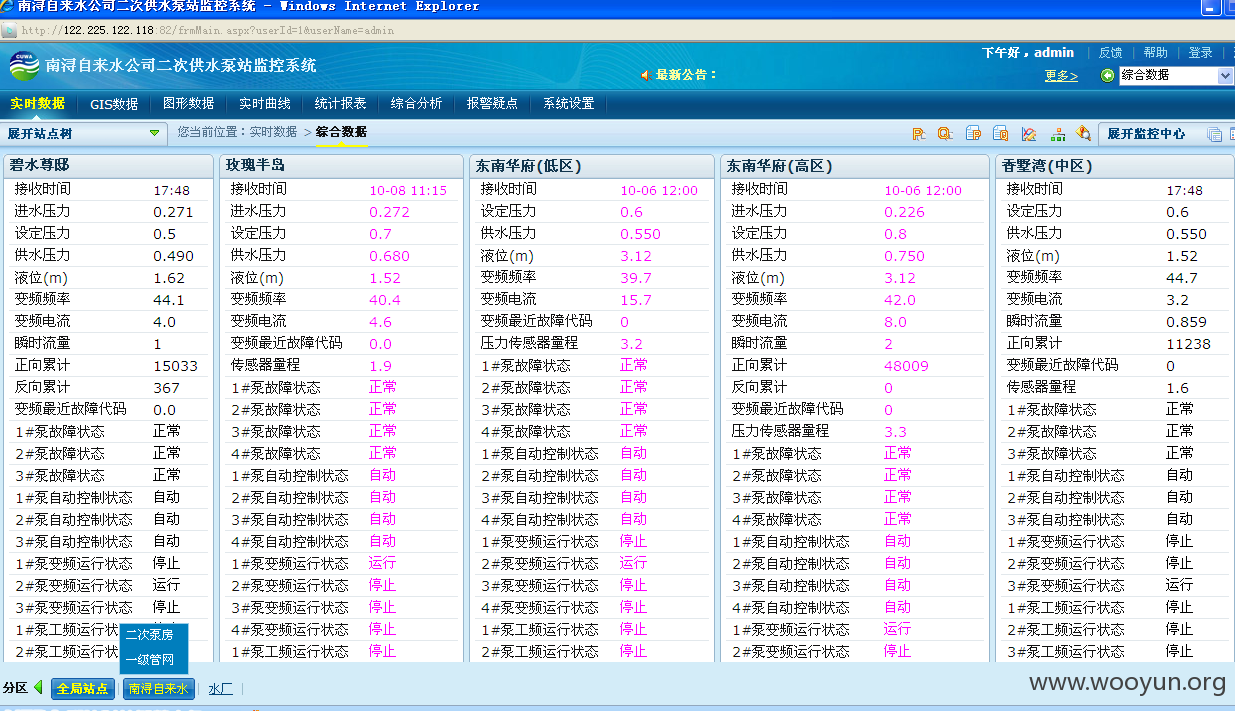 南浔自来水公司二次供水泵站监控系统 - Windows Internet Explorer
http://122.225.122.118:82/frmMain.aspx?userId=1&userName=admin
下午好，admin 反馈 帮助 登录
CUWA 南浔自来水公司二次供水泵站监控系统 最新公告： 更多> 综合数据
实时数据 GIS数据 图形数据 实时曲线 统计报表 综合分析 报警疑点 系统设置
展开站点树 您当前位置：实时数据 > 综合数据 展开监控中心
碧水尊邸
接收时间 17:48
进水压力 0.271
设定压力 0.5
供水压力 0.490
液位(m) 1.62
变频频率 44.1
变频电流 4.0
瞬时流量 1
正向累计 15033
反向累计 367
变频最近故障代码 0.0
1#泵故障状态 正常
2#泵故障状态 正常
3#泵故障状态 正常
1#泵自动控制状态 自动
2#泵自动控制状态 自动
3#泵自动控制状态 自动
1#泵变频运行状态 停止
2#泵变频运行状态 运行
3#泵变频运行状态 停止
1#泵工频运行状
2#泵工频运行状
玫瑰半岛
接收时间 10-08 11:15
进水压力 0.272
设定压力 0.7
供水压力 0.680
液位(m) 1.52
变频频率 40.4
变频电流 4.6
变频最近故障代码 0.0
传感器量程 1.9
1#泵故障状态 正常
2#泵故障状态 正常
3#泵故障状态 正常
4#泵故障状态 正常
1#泵自动控制状态 自动
2#泵自动控制状态 自动
3#泵自动控制状态 自动
4#泵自动控制状态 自动
1#泵变频运行状态 运行
2#泵变频运行状态 停止
3#泵变频运行状态 停止
4#泵变频运行状态 停止
1#泵工频运行状态 停止
东南华府(低区)
接收时间 10-06 12:00
设定压力 0.6
供水压力 0.550
液位(m) 3.12
变频频率 39.7
变频电流 15.7
变频最近故障代码 0
压力传感器量程 3.2
1#泵故障状态 正常
2#泵故障状态 正常
3#泵故障状态 正常
4#泵故障状态 正常
1#泵自动控制状态 自动
2#泵自动控制状态 自动
3#泵自动控制状态 自动
4#泵自动控制状态 自动
1#泵变频运行状态 停止
2#泵变频运行状态 运行
3#泵变频运行状态 停止
4#泵变频运行状态 停止
1#泵工频运行状态 停止
2#泵工频运行状态 停止
东南华府(高区)
接收时间 10-06 12:00
进水压力 0.226
设定压力 0.8
供水压力 0.750
液位(m) 3.12
变频频率 42.0
变频电流 8.0
瞬时流量 2
正向累计 48009
反向累计 0
变频最近故障代码 0
压力传感器量程 3.3
1#泵故障状态 正常
2#泵故障状态 正常
3#泵故障状态 正常
4#泵故障状态 正常
1#泵自动控制状态 自动
2#泵自动控制状态 自动
3#泵自动控制状态 自动
4#泵自动控制状态 自动
1#泵变频运行状态 运行
2#泵变频运行状态 停止
香墅湾(中区)
接收时间 17:48
设定压力 0.6
供水压力 0.550
液位(m) 1.52
变频频率 44.7
变频电流 3.2
瞬时流量 0.859
正向累计 11238
变频最近故障代码 0
传感器量程 1.6
1#泵故障状态 正常
2#泵故障状态 正常
3#泵故障状态 正常
1#泵自动控制状态 自动
2#泵自动控制状态 自动
3#泵自动控制状态 自动
1#泵变频运行状态 停止
2#泵变频运行状态 停止
3#泵变频运行状态 运行
1#泵工频运行状态 停止
2#泵工频运行状态 停止
3#泵工频运行状态 停止
二次泵房
一级管网
分区 全局站点 南浔自来水 水厂
www.wooyun.org